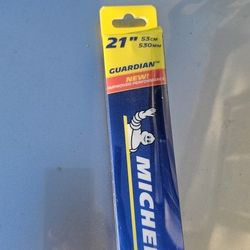 21" 53CM
530MM
GUARDIAN™
NEW!
IMPROVED PERFORMANCE
MICHE